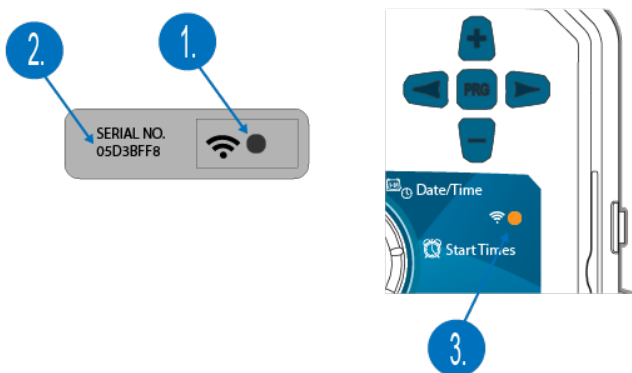 2.
1.
SERIAL NO.
05D3BFF8
+
PRG
−
Date/Time
Start Times
3.